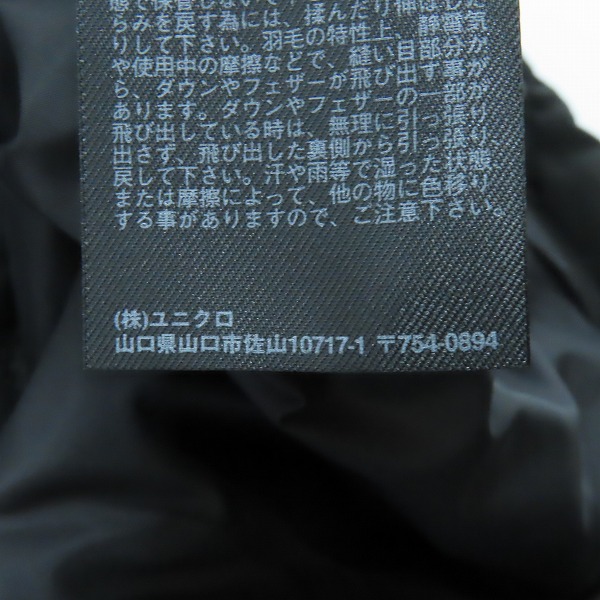 らみを戻す為には、揉んだり
りして下さい。羽毛の特性上、静電気
や使用中の摩擦などで、縫い目部分か
ら、ダウンやフェザーが飛び出す事が
あります。ダウンやフェザーの一部が
飛び出している時は、無理に引っ張り
出さず、飛び出した裏側から引っ張り
戻して下さい。汗や雨等での湿った状態
または摩擦によって、他の物に色移り
する事がありますので、ご注意下さい。
(株)ユニクロ
山口県山口市佐山10717-1 〒754-0894